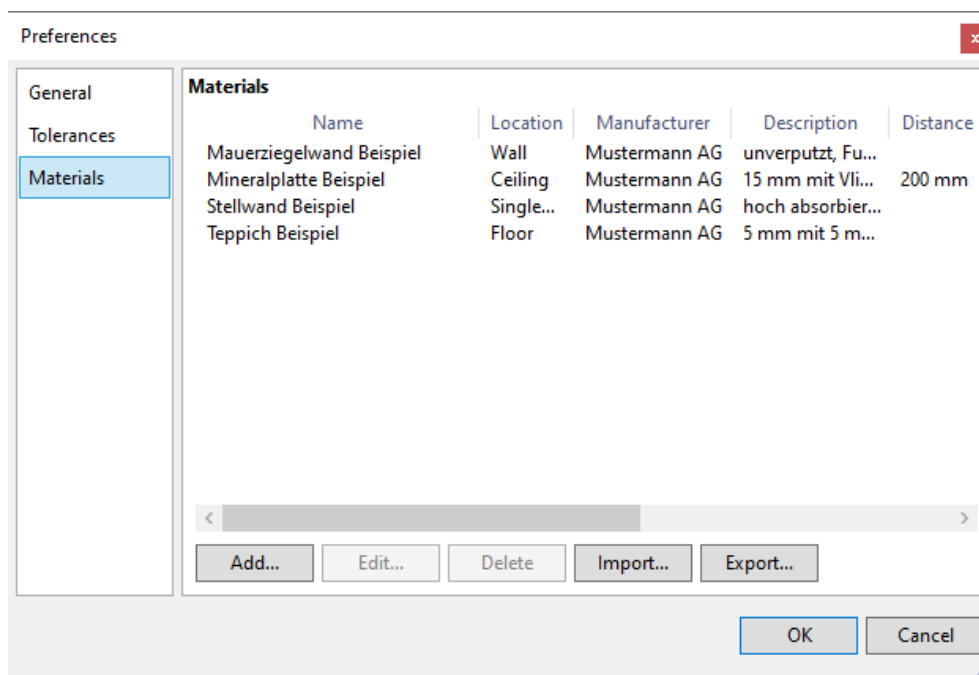 Preferences
x
General
Tolerances
Materials
Materials
Name Location Manufacturer Description Distance
Mauerziegelwand Beispiel Wall Mustermann AG unverputzt, Fu...
Mineralplatte Beispiel Ceiling Mustermann AG 15 mm mit Vli... 200 mm
Stellwand Beispiel Single... Mustermann AG hoch absorbier...
Teppich Beispiel Floor Mustermann AG 5 mm mit 5 m...
Add... Edit... Delete Import... Export...
OK Cancel